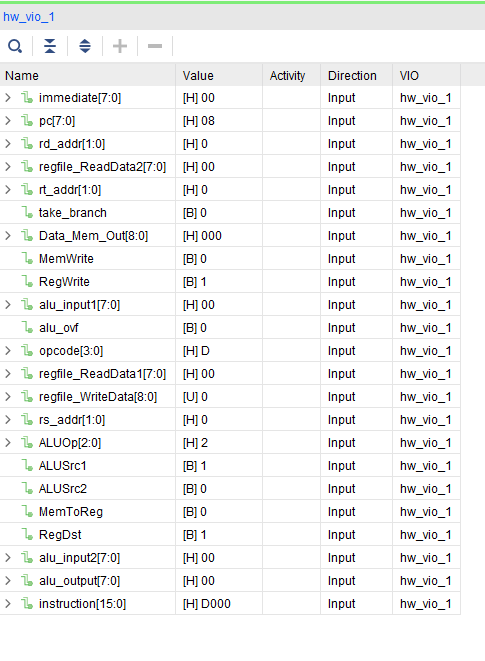 hw_vio_1
Name Value Activity Direction VIO
immediate[7:0] [H] 00 Input hw_vio_1
pc[7:0] [H] 08 Input hw_vio_1
rd_addr[1:0] [H] 0 Input hw_vio_1
regfile_ReadData2[7:0] [H] 00 Input hw_vio_1
rt_addr[1:0] [H] 0 Input hw_vio_1
take_branch [B] 0 Input hw_vio_1
Data_Mem_Out[8:0] [H] 000 Input hw_vio_1
MemWrite [B] 0 Input hw_vio_1
RegWrite [B] 1 Input hw_vio_1
alu_input1[7:0] [H] 00 Input hw_vio_1
alu_ovf [B] 0 Input hw_vio_1
opcode[3:0] [H] D Input hw_vio_1
regfile_ReadData1[7:0] [H] 00 Input hw_vio_1
regfile_WriteData[8:0] [U] 0 Input hw_vio_1
rs_addr[1:0] [H] 0 Input hw_vio_1
ALUOp[2:0] [H] 2 Input hw_vio_1
ALUSrc1 [B] 1 Input hw_vio_1
ALUSrc2 [B] 0 Input hw_vio_1
MemToReg [B] 0 Input hw_vio_1
RegDst [B] 1 Input hw_vio_1
alu_input2[7:0] [H] 00 Input hw_vio_1
alu_output[7:0] [H] 00 Input hw_vio_1
instruction[15:0] [H] D000 Input hw_vio_1